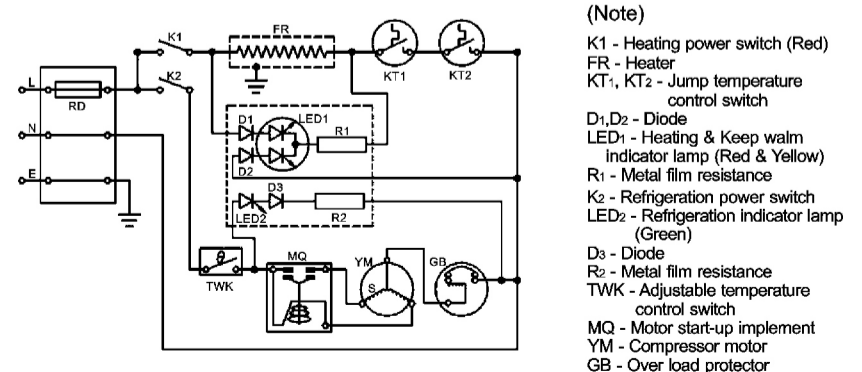 K1
FR
K2
KT1
KT2
L
RD
N
E
D1
LED1
R1
D2
D3
LED2
R2
TWK
MQ
YM
S
GB
(Note)
K1 - Heating power switch (Red)
FR - Heater
KT1, KT2 - Jump temperature
control switch
D1,D2 - Diode
LED1 - Heating & Keep walm
indicator lamp (Red & Yellow)
R1 - Metal film resistance
K2 - Refrigeration power switch
LED2 - Refrigeration indicator lamp
(Green)
D3 - Diode
R2 - Metal film resistance
TWK - Adjustable temperature
control switch
MQ - Motor start-up implement
YM - Compressor motor
GB - Over load protector